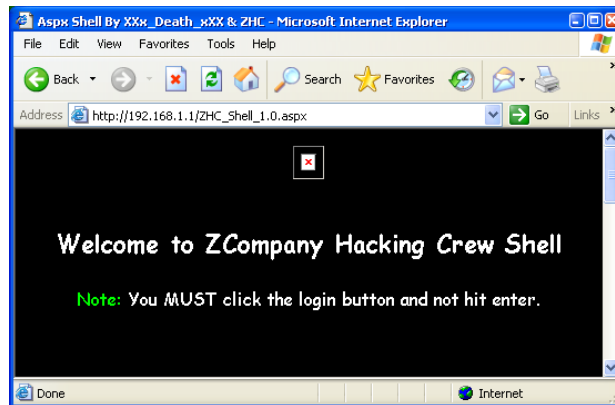 Aspx Shell By XXx_Death_xXX & ZHC - Microsoft Internet Explorer
File Edit View Favorites Tools Help
Back Search Favorites
Address http://192.168.1.1/ZHC_Shell_1.0.aspx Go Links
Welcome to ZCompany Hacking Crew Shell
Note: You MUST click the login button and not hit enter.
Done Internet